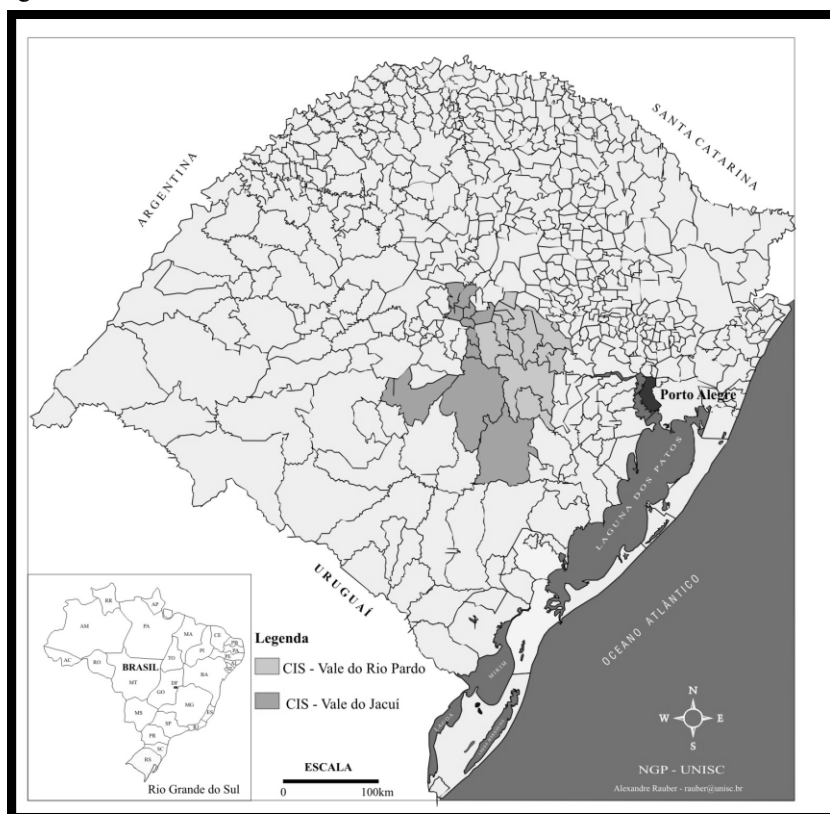 SANTA CATARINA
ARGENTINA
Porto Alegre
LAGUNA DOS PATOS
URUGUAÍ
OCEANO ATLÂNTICO
MIRIM
RR
AP
AM
PA
MA
CE
PI
AC
RO
TO
BRASIL
MT
BA
DF
GO
MG
ES
MS
SP
RJ
PR
SC
RS
Rio Grande do Sul
Legenda
CIS - Vale do Rio Pardo
CIS - Vale do Jacuí
ESCALA
0 100km
N
W E
S
NGP - UNISC
Alexandre Rauber - rauber@unisc.br